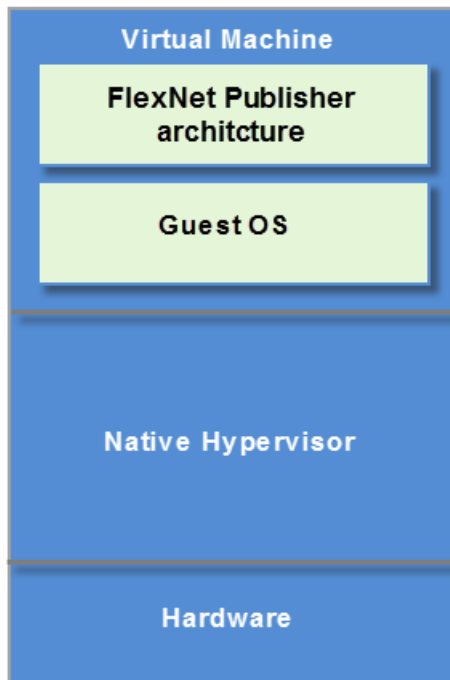 Virtual Machine
FlexNet Publisher
architcture
Guest OS
Native Hypervisor
Hardware